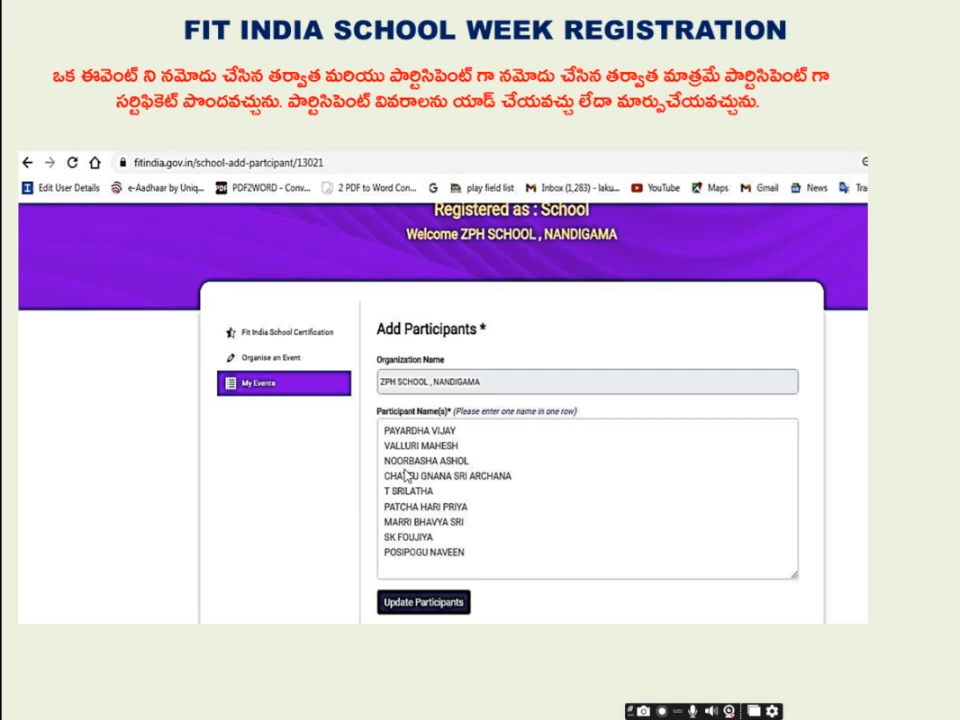 FIT INDIA SCHOOL WEEK REGISTRATION
ఒక ఈవెంట్ ని నమోదు చేసిన తర్వాత మరియు పార్టిసిపెంట్ గా నమోదు చేసిన తర్వాత మాత్రమే పార్టిసిపెంట్ గా
సర్టిఫికెట్ పొందవచ్చును. పార్టిసిపెంట్ వివరాలను యాడ్ చేయవచ్చు లేదా మార్పుచేయవచ్చును.
fitindia.gov.in/school-add-partcipant/13021
Edit User Details e-Aadhaar by Uniq... PDF2WORD - Conv... 2 PDF to Word Con... play field list Inbox (1,283) - laku... YouTube Maps Gmail News Tra
Registered as : School
Welcome ZPH SCHOOL , NANDIGAMA
Fit India School Certification
Organise an Event
My Events
Add Participants *
Organization Name
ZPH SCHOOL , NANDIGAMA
Participant Name(s)* (Please enter one name in one row)
PAYARDHA VIJAY
VALLURI MAHESH
NOORBASHA ASHOL
GNANA SRI ARCHANA
T SRILATHA
PATCHA HARI PRIYA
MARRI BHAVYA SRI
SK FOUJIYA
POSIPOGU NAVEEN
Update Participants